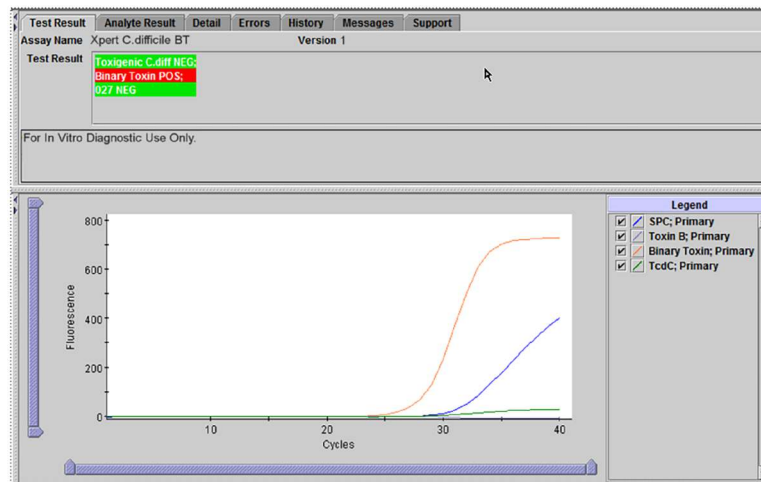 Test Result Analyte Result Detail Errors History Messages Support
Assay Name Xpert C.difficile BT Version 1
Test Result
Toxigenic C.diff NEG;
Binary Toxin POS;
027 NEG
For In Vitro Diagnostic Use Only.
Legend
SPC; Primary
Toxin B; Primary
Binary Toxin; Primary
TcdC; Primary
Fluorescence
800
600
400
200
0
10 20 30 40
Cycles